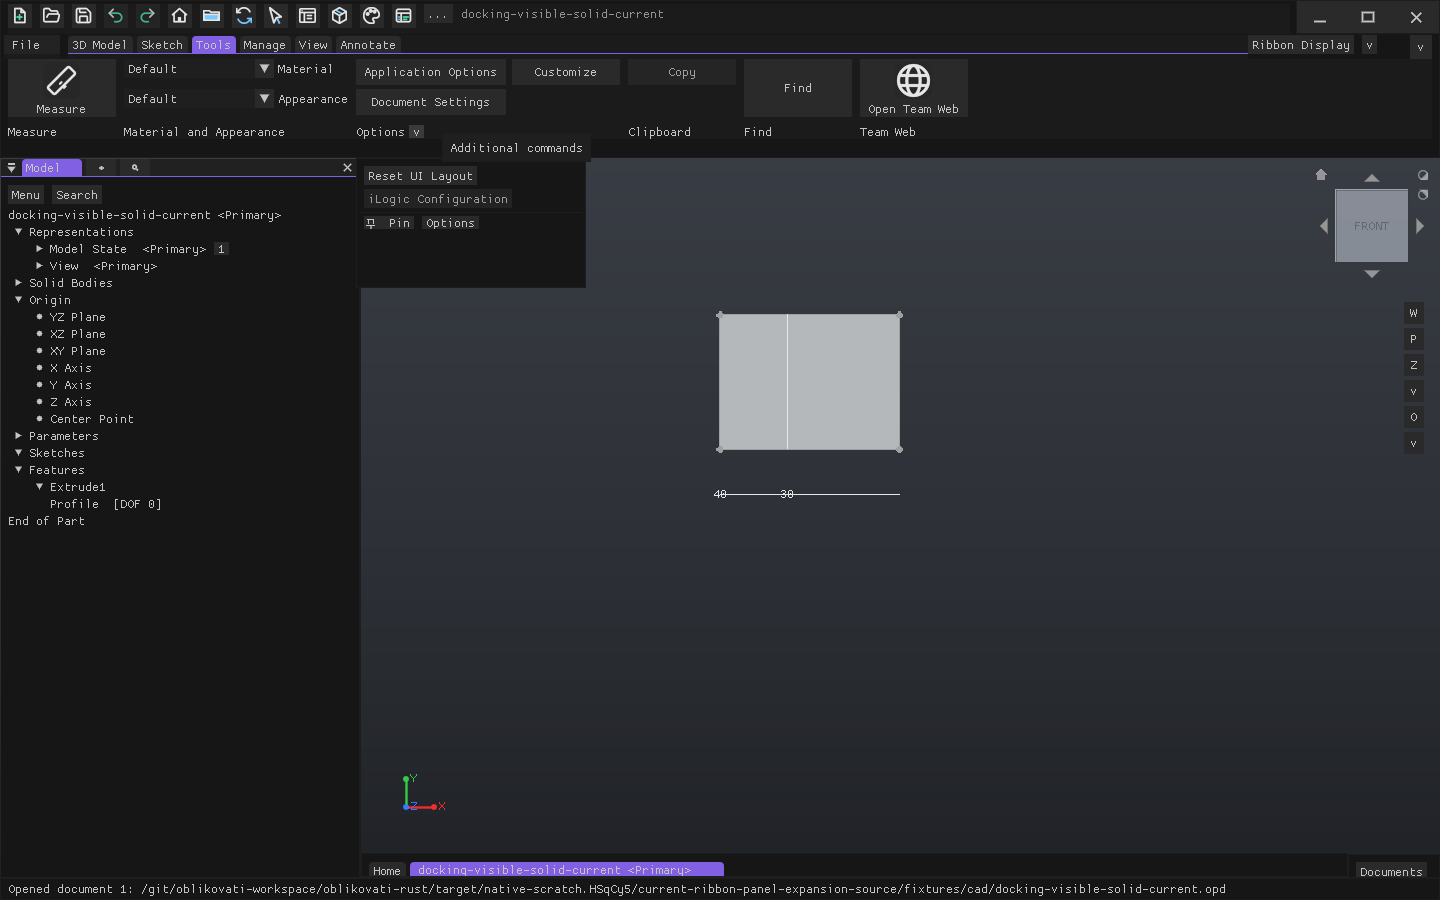 ... docking-visible-solid-current
File 3D Model Sketch Tools Manage View Annotate Ribbon Display v v
Default Material Application Options Customize Copy Find
Measure Default Appearance Document Settings Open Team Web
Measure Material and Appearance Options v Clipboard Find Team Web
Additional commands
Model
Reset UI Layout
iLogic Configuration
Pin Options
Menu Search
docking-visible-solid-current <Primary>
Representations
Model State <Primary> 1
View <Primary>
Solid Bodies
Origin
YZ Plane
XZ Plane
XY Plane
X Axis
Y Axis
Z Axis
Center Point
Parameters
Sketches
Features
Extrude1
Profile [DOF 0]
End of Part
FRONT
W
P
Z
v
O
v
40 30
Y
Z X
Home docking-visible-solid-current <Primary> Documents
Opened document 1: /git/oblikovati-workspace/oblikovati-rust/target/native-scratch.HSqCy5/current-ribbon-panel-expansion-source/fixtures/cad/docking-visible-solid-current.opd